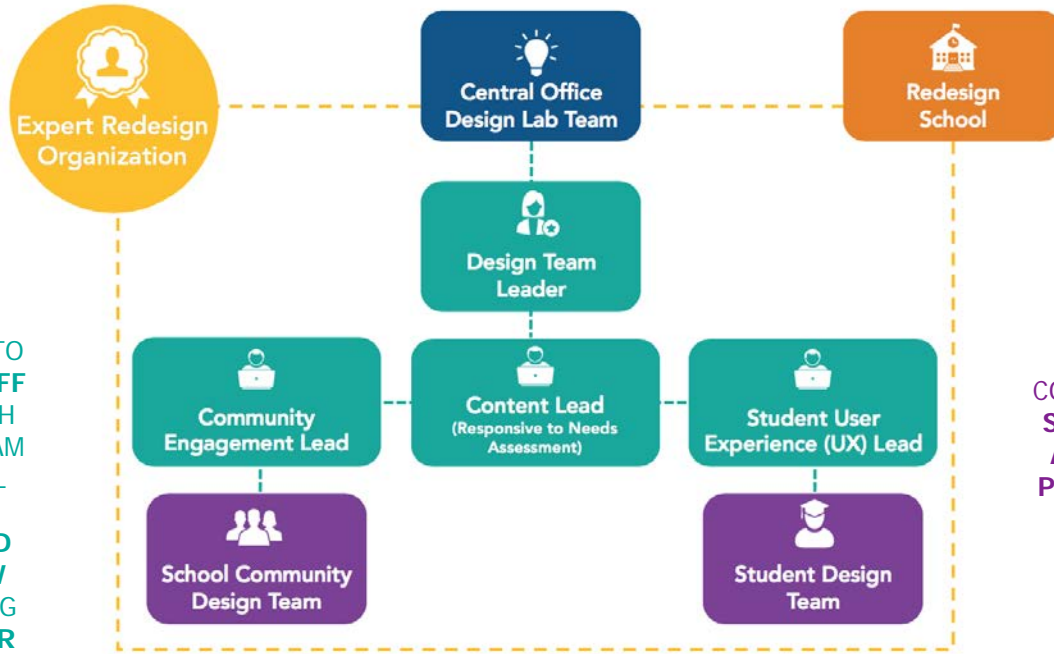 Expert Redesign
Organization
Central Office
Design Lab Team
Redesign
School
Design Team
Leader
Community
Engagement Lead
Content Lead
(Responsive to Needs
Assessment)
Student User
Experience (UX) Lead
School Community
Design Team
Student Design
Team
TO